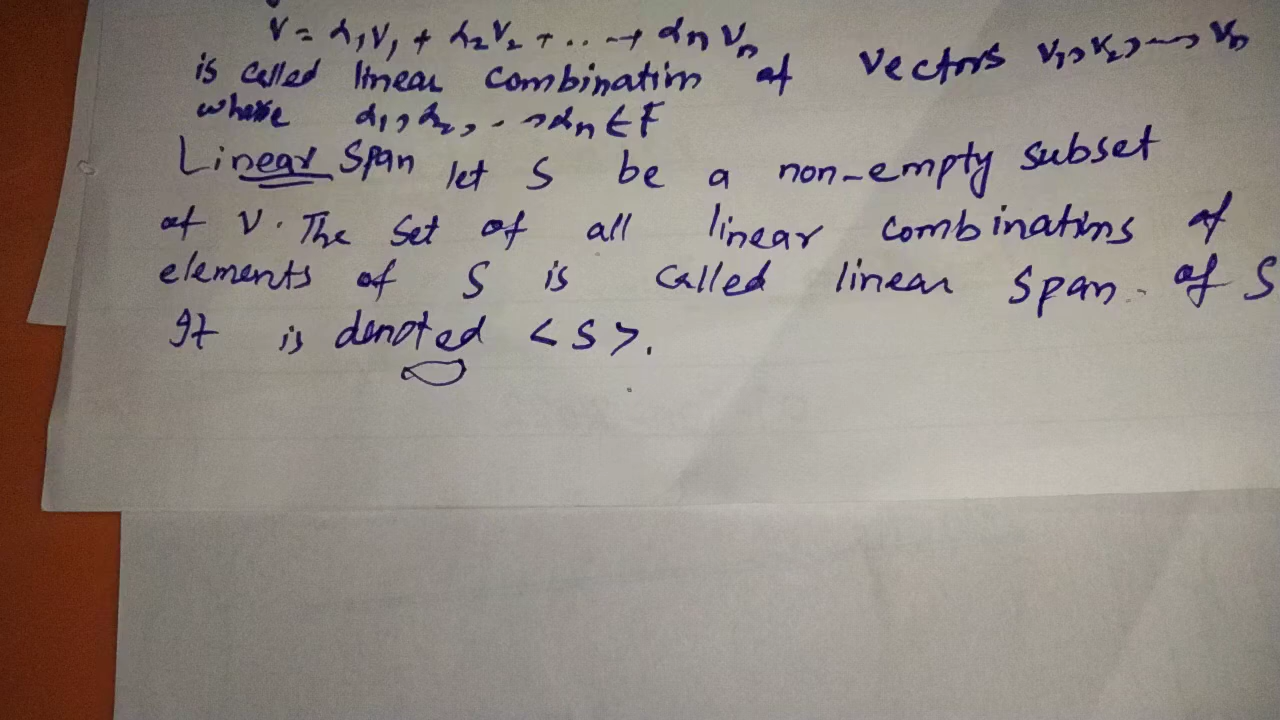 v = α₁v₁ + α₂v₂ + .. + αₙvₙ
is called linear combination of vectors v₁, v₂, --, vₙ
where α₁, α₂, - , αₙ ∈ F
Linear Span let S be a non-empty subset
of V. The set of all linear combinations of
elements of S is called linear span of S
It is denoted <S>.